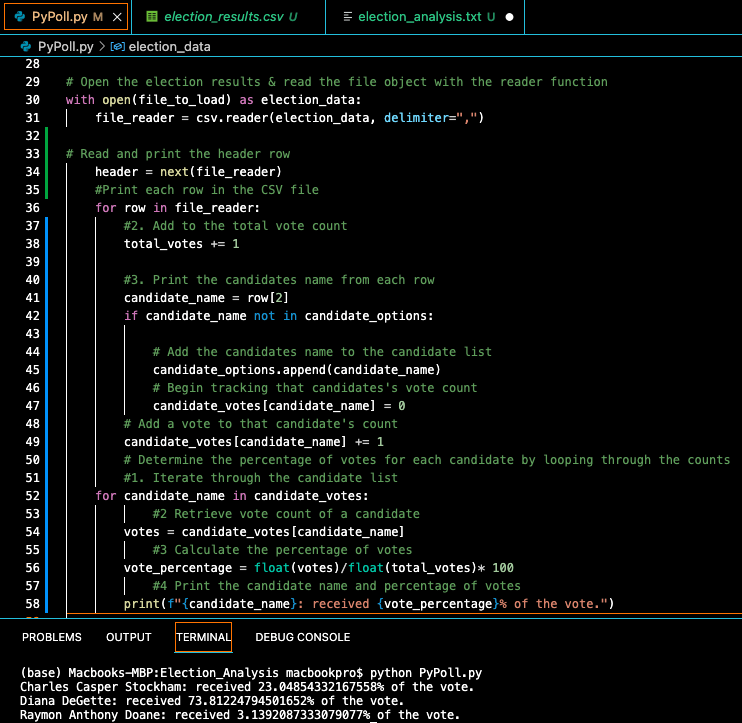 PyPoll.py M × election_results.csv U election_analysis.txt U ●
PyPoll.py > election_data
28
29 # Open the election results & read the file object with the reader function
30 with open(file_to_load) as election_data:
31     file_reader = csv.reader(election_data, delimiter=",")
32
33 # Read and print the header row
34     header = next(file_reader)
35     #Print each row in the CSV file
36     for row in file_reader:
37         #2. Add to the total vote count
38         total_votes += 1
39
40         #3. Print the candidates name from each row
41         candidate_name = row[2]
42         if candidate_name not in candidate_options:
43
44             # Add the candidates name to the candidate list
45             candidate_options.append(candidate_name)
46             # Begin tracking that candidates's vote count
47             candidate_votes[candidate_name] = 0
48         # Add a vote to that candidate's count
49         candidate_votes[candidate_name] += 1
50         # Determine the percentage of votes for each candidate by looping through the counts
51         #1. Iterate through the candidate list
52     for candidate_name in candidate_votes:
53             #2 Retrieve vote count of a candidate
54         votes = candidate_votes[candidate_name]
55             #3 Calculate the percentage of votes
56         vote_percentage = float(votes)/float(total_votes)* 100
57             #4 Print the candidate name and percentage of votes
58         print(f"{candidate_name}: received {vote_percentage}% of the vote.")
PROBLEMS OUTPUT TERMINAL DEBUG CONSOLE
(base) Macbooks-MBP:Election_Analysis macbookpro$ python PyPoll.py
Charles Casper Stockham: received 23.04854332167558% of the vote.
Diana DeGette: received 73.81224794501652% of the vote.
Raymon Anthony Doane: received 3.1392087333079077% of the vote.